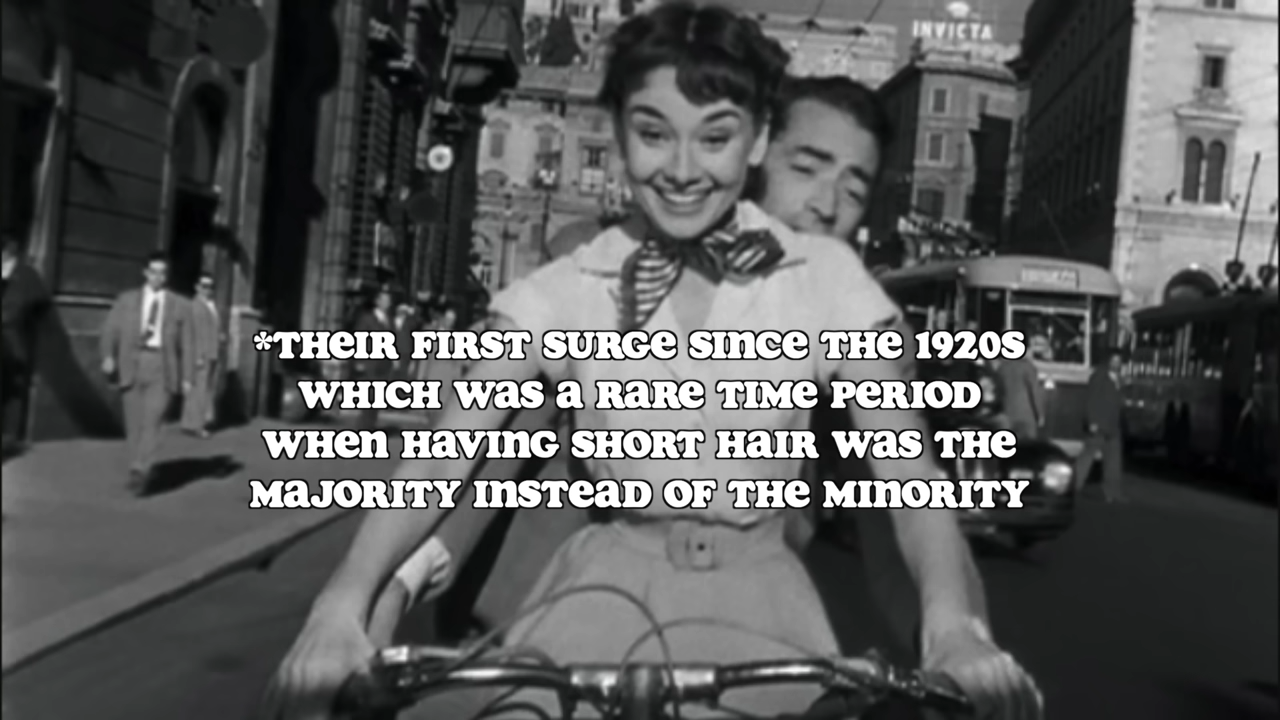 INVICTA
*THEIR FIRST SURGE SINCE THE 1920S
WHICH WAS A RARE TIME PERIOD
WHEN HAVING SHORT HAIR WAS THE
MAJORITY INSTEAD OF THE MINORITY